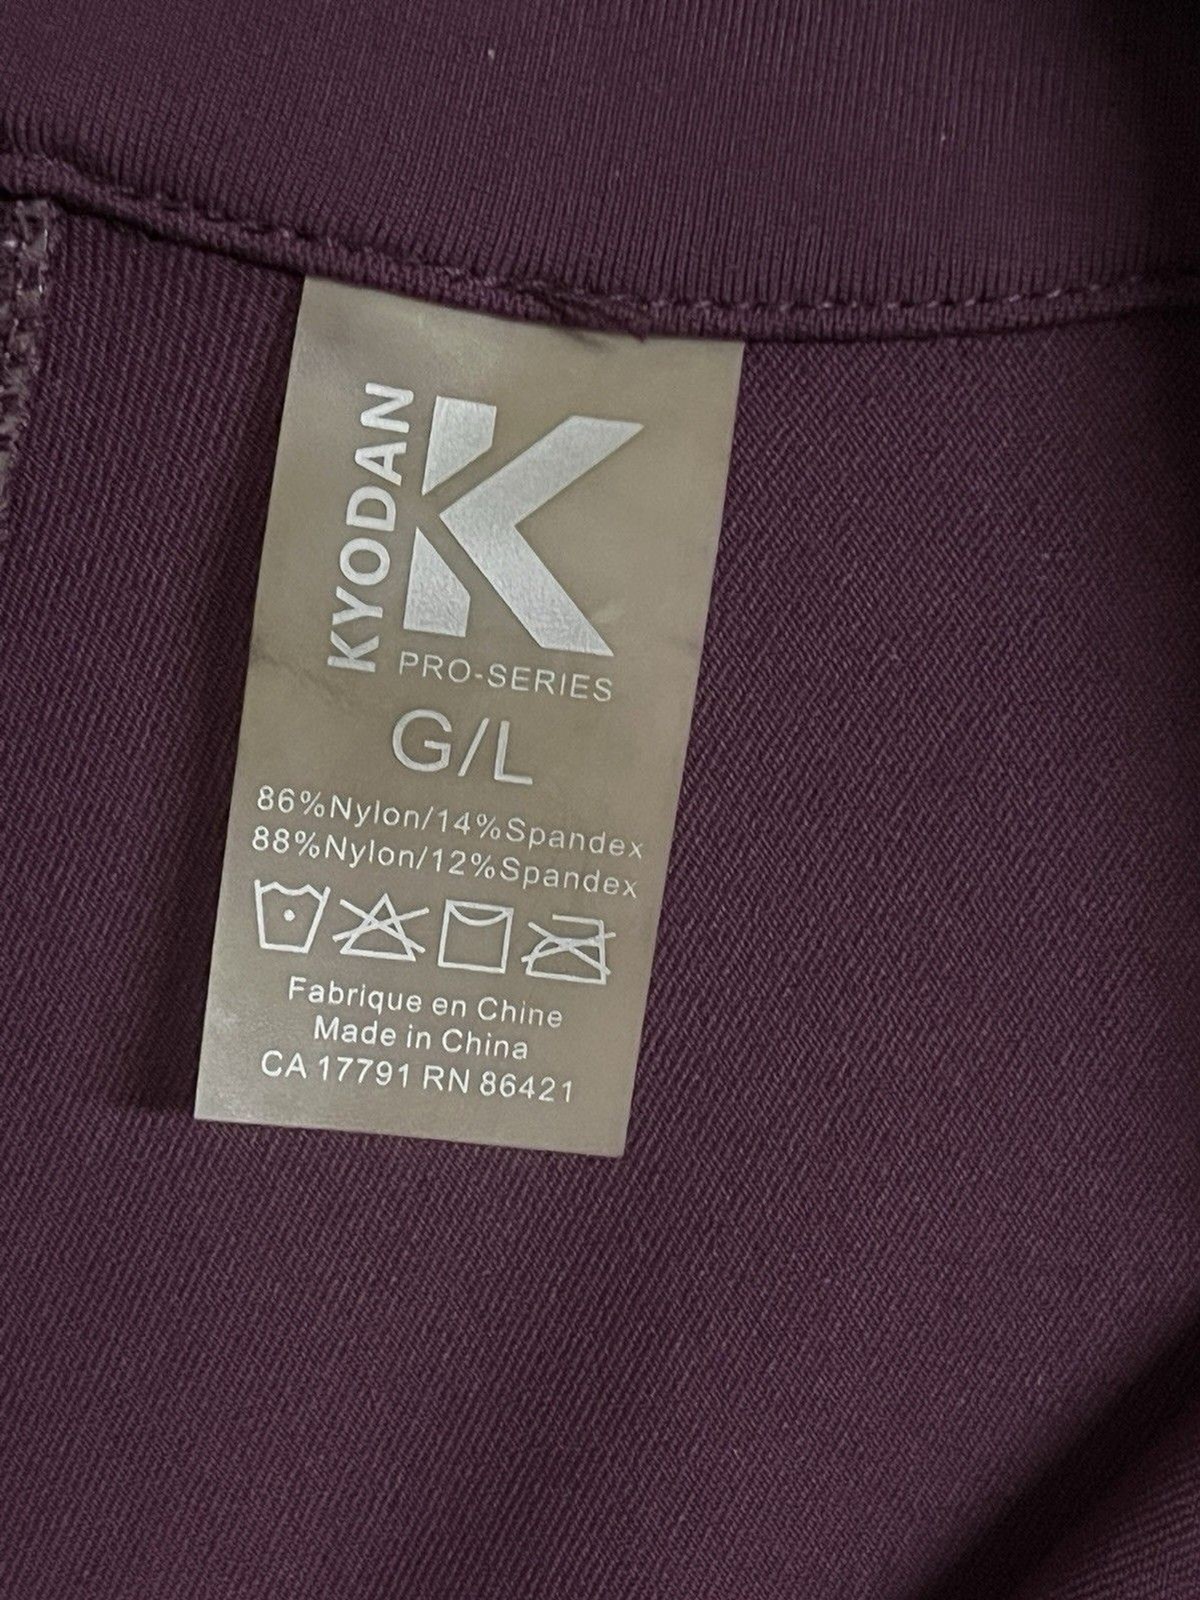 KYODAN
K
PRO-SERIES
G/L
86%Nylon/14%Spandex
88%Nylon/12%Spandex
Fabrique en Chine
Made in China
CA 17791 RN 86421